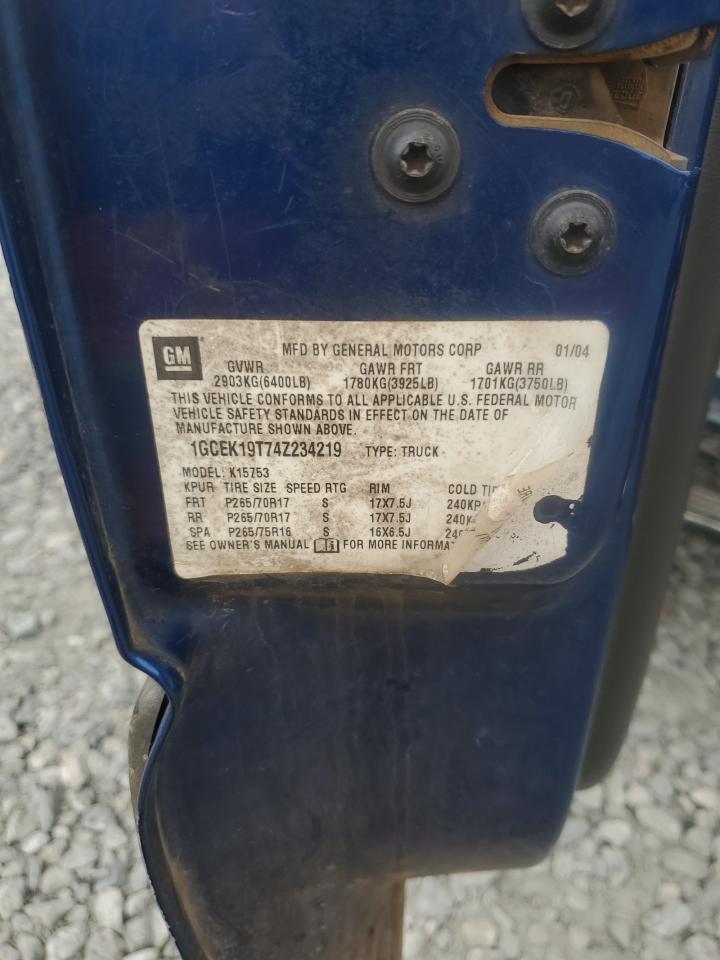 GM
MFD BY GENERAL MOTORS CORP 01/04
GVWR GAWR FRT GAWR RR
2903KG(6400LB) 1780KG(3925LB) 1701KG(3750LB)
THIS VEHICLE CONFORMS TO ALL APPLICABLE U.S. FEDERAL MOTOR
VEHICLE SAFETY STANDARDS IN EFFECT ON THE DATE OF
MANUFACTURE SHOWN ABOVE.
1GCEK19T74Z234219 TYPE: TRUCK
MODEL: K15753
KPUR TIRE SIZE SPEED RTG RIM COLD TIR
FRT P265/70R17 S 17X7.5J 240KP
RR P265/70R17 S 17X7.5J 240K
SPA P265/75R16 S 16X6.5J 24
SEE OWNER'S MANUAL FOR MORE INFORMAT